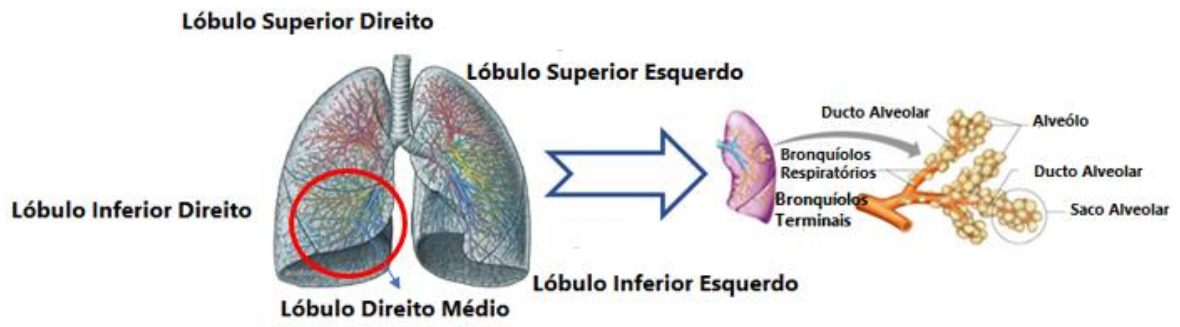 Lóbulo Superior Direito
Lóbulo Superior Esquerdo
Lóbulo Inferior Direito
Lóbulo Inferior Esquerdo
Lóbulo Direito Médio
Ducto Alveolar
Alveólo
Bronquíolos
Respiratórios
Ducto Alveolar
Bronquíolos
Terminais
Saco Alveolar